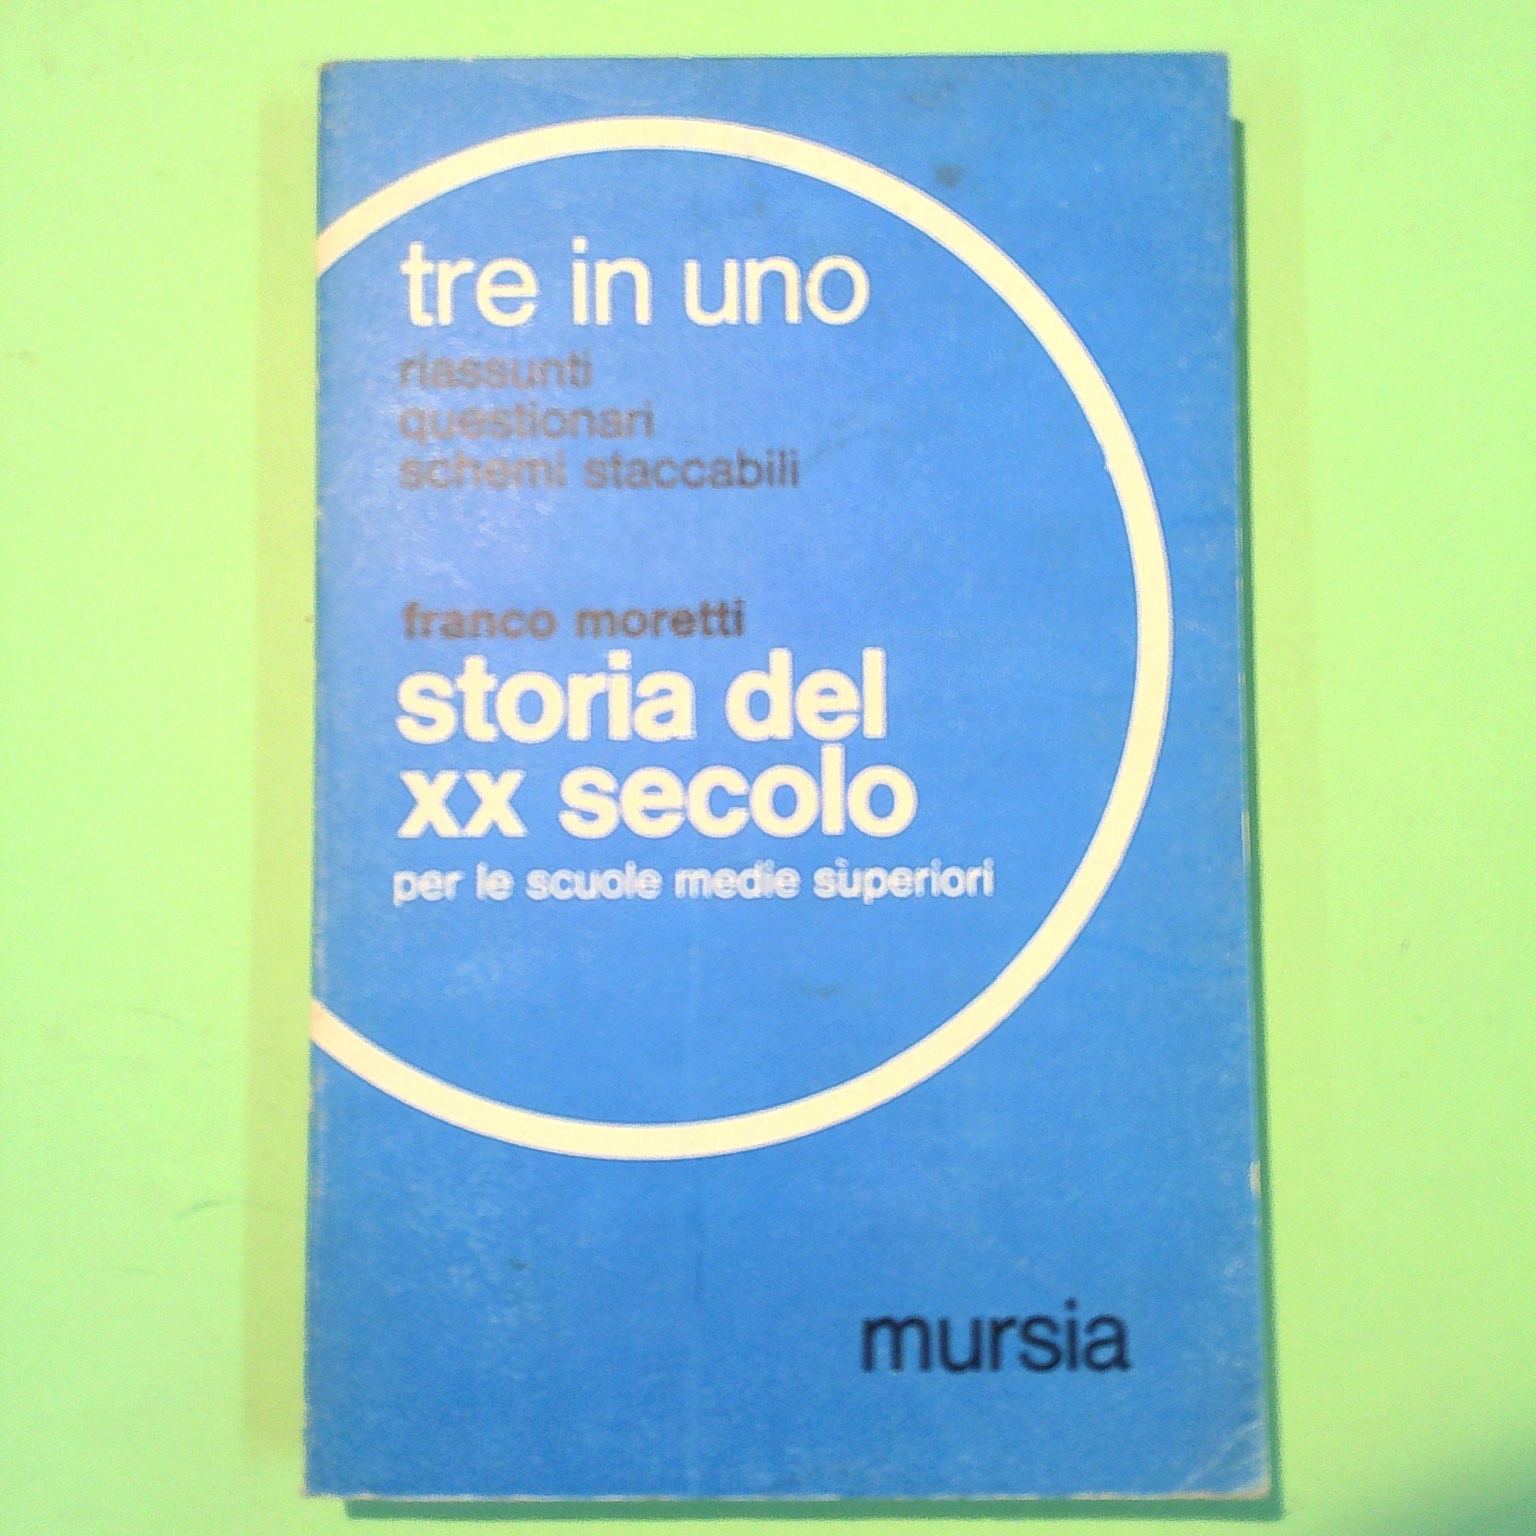 tre in uno
riassunti
questionari
schemi staccabili
franco moretti
storia del
xx secolo
per le scuole medie superiori
mursia